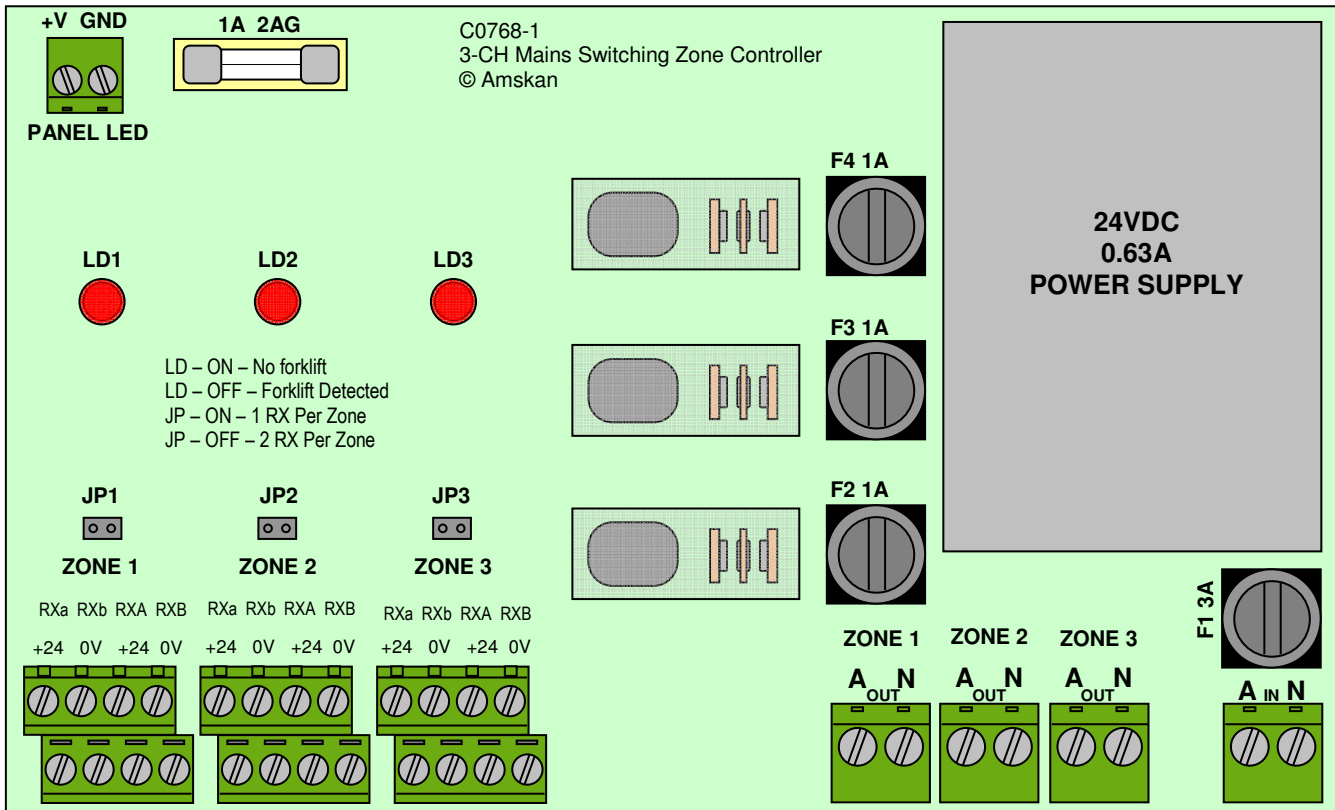 +V GND
PANEL LED
1A 2AG
C0768-1
3-CH Mains Switching Zone Controller
© Amskan
F4 1A
24VDC
0.63A
POWER SUPPLY
LD1
LD2
LD3
F3 1A
LD – ON – No forklift
LD – OFF – Forklift Detected
JP – ON – 1 RX Per Zone
JP – OFF – 2 RX Per Zone
F2 1A
JP1
JP2
JP3
ZONE 1
ZONE 2
ZONE 3
RXa RXb RXA RXB
+24 0V +24 0V
RXa RXb RXA RXB
+24 0V +24 0V
RXa RXb RXA RXB
+24 0V +24 0V
ZONE 1
A OUT N
ZONE 2
A OUT N
ZONE 3
A OUT N
F1 3A
A IN N